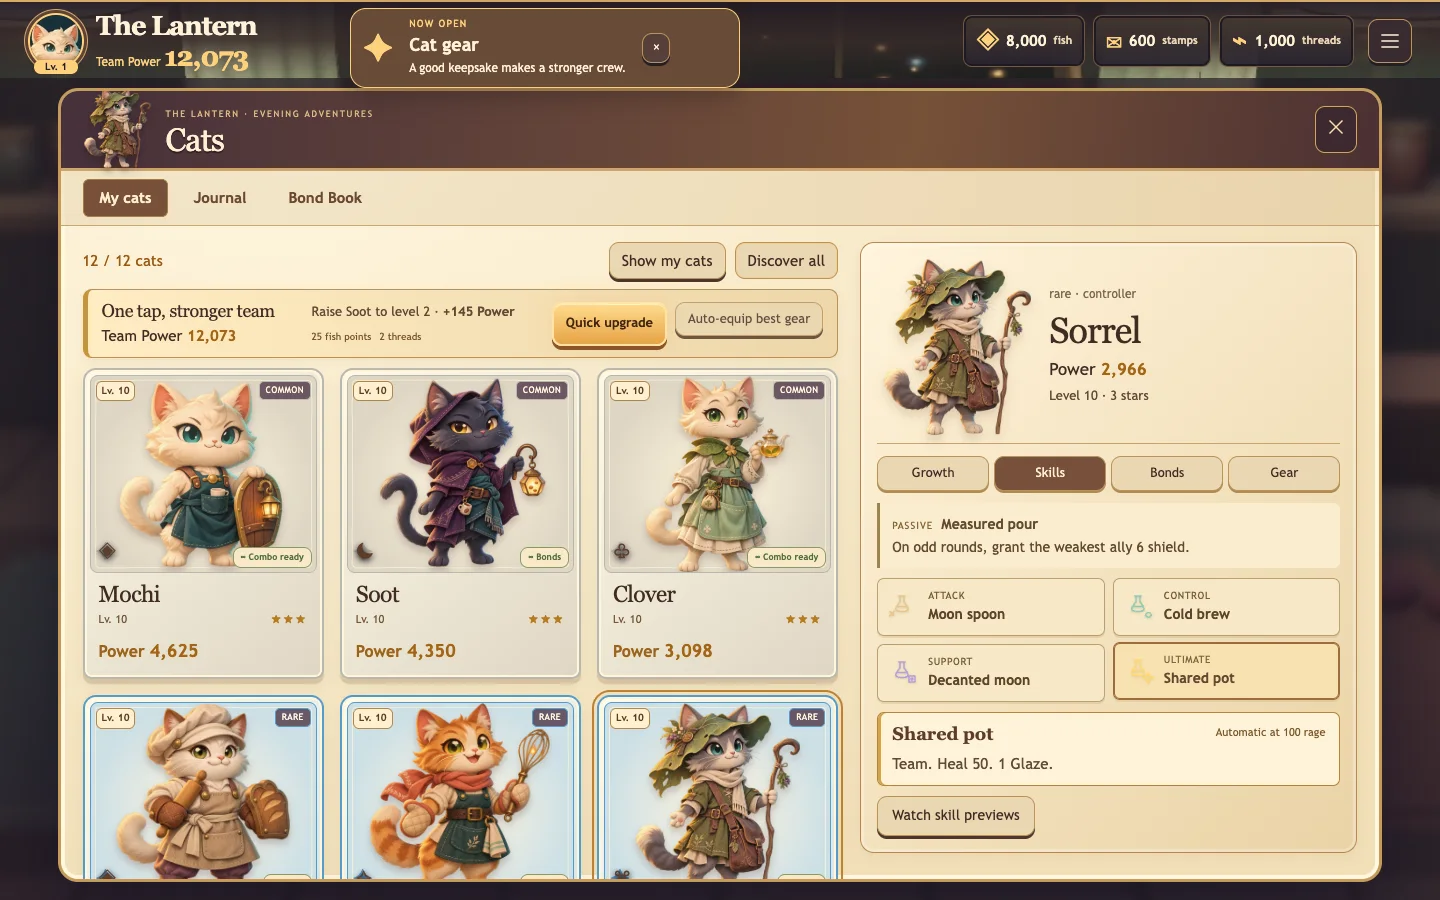 The Lantern
Team Power 12,073
Lv. 1
NOW OPEN
Cat gear
A good keepsake makes a stronger crew.
×
8,000 fish
600 stamps
1,000 threads
THE LANTERN · EVENING ADVENTURES
Cats
My cats
Journal
Bond Book
12 / 12 cats
Show my cats
Discover all
One tap, stronger team
Team Power 12,073
Raise Soot to level 2 · +145 Power
25 fish points 2 threads
Quick upgrade
Auto-equip best gear
Lv. 10
COMMON
Combo ready
Mochi
Lv. 10
Power 4,625
Lv. 10
COMMON
Bonds
Soot
Lv. 10
Power 4,350
Lv. 10
COMMON
Combo ready
Clover
Lv. 10
Power 3,098
Lv. 10
RARE
Lv. 10
RARE
Lv. 10
RARE
rare · controller
Sorrel
Power 2,966
Level 10 · 3 stars
Growth
Skills
Bonds
Gear
PASSIVE Measured pour
On odd rounds, grant the weakest ally 6 shield.
ATTACK
Moon spoon
CONTROL
Cold brew
SUPPORT
Decanted moon
ULTIMATE
Shared pot
Shared pot
Automatic at 100 rage
Team. Heal 50. 1 Glaze.
Watch skill previews